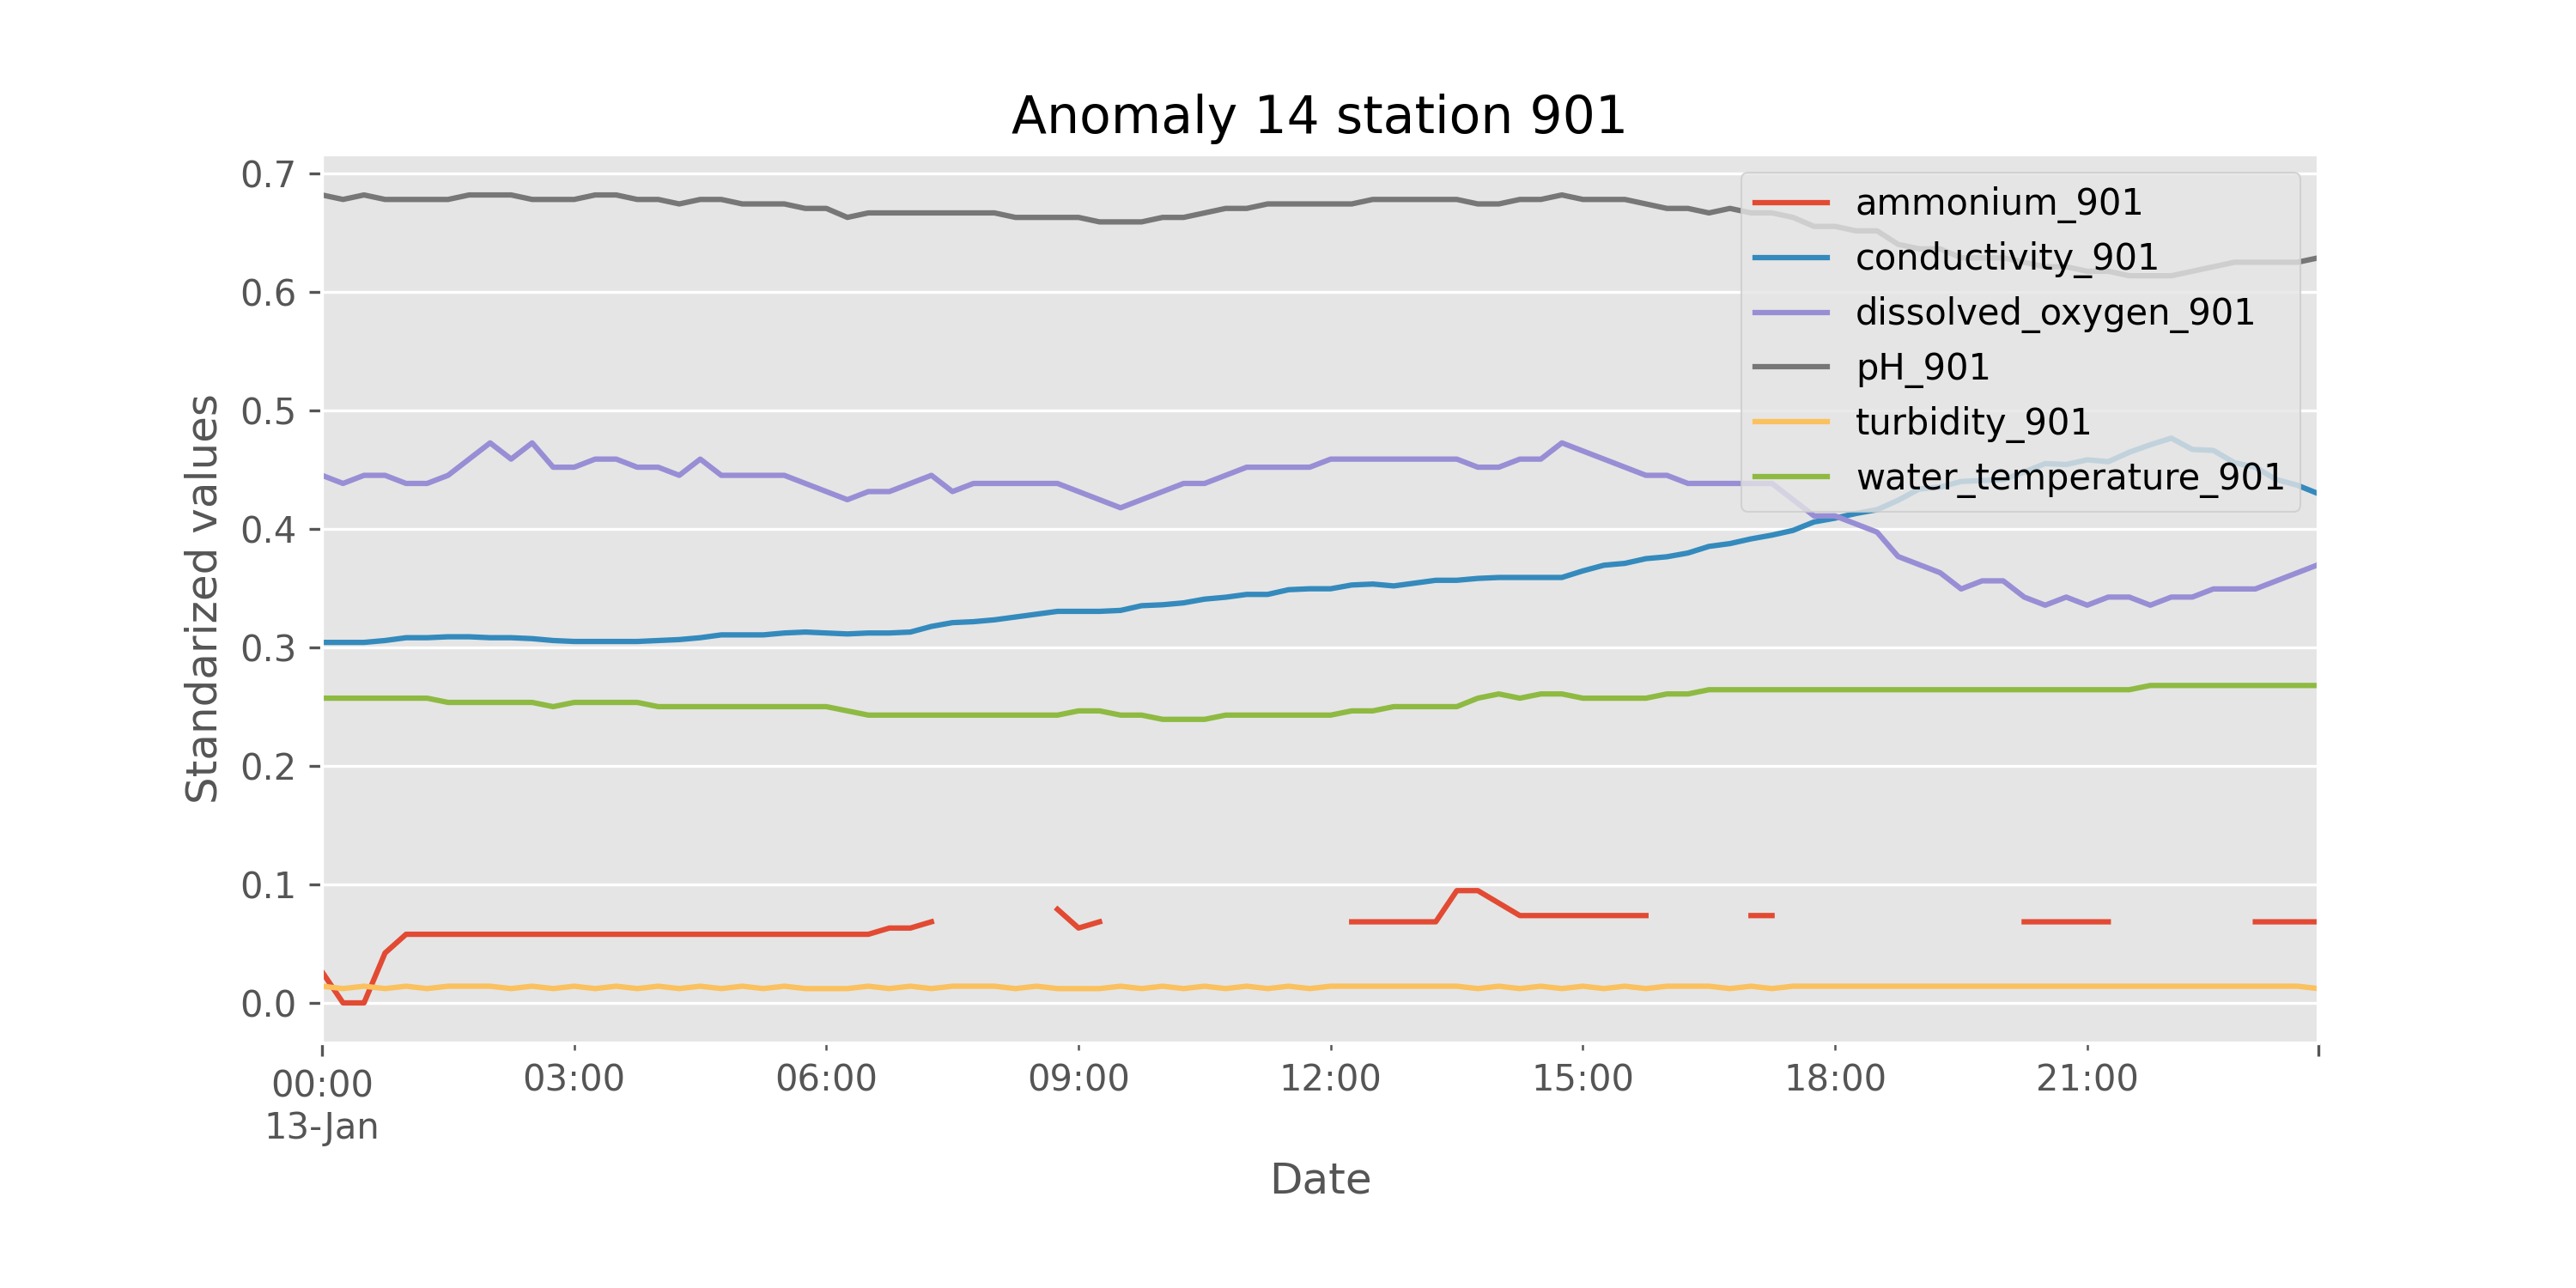 Anomaly 14 station 901
0.7
0.6
0.5
0.4
0.3
0.2
0.1
0.0
Standarized values
ammonium_901
conductivity_901
dissolved_oxygen_901
pH_901
turbidity_901
water_temperature_901
00:00 03:00 06:00 09:00 12:00 15:00 18:00 21:00
13-Jan
Date